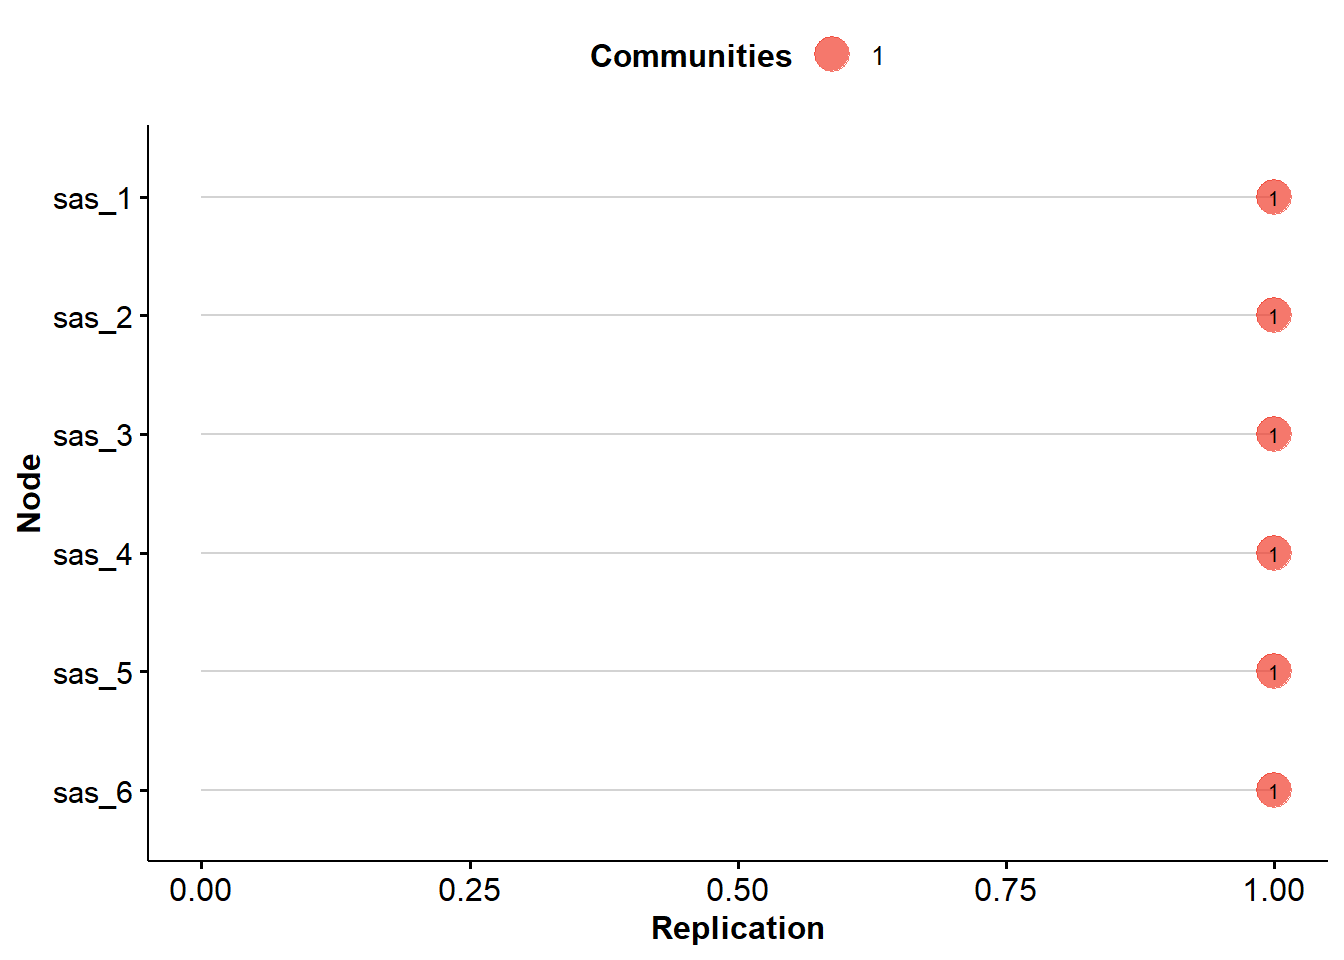 Communities 1
sas_1 1
sas_2 1
sas_3 1
sas_4 1
sas_5 1
sas_6 1
Node
0.00 0.25 0.50 0.75 1.00
Replication